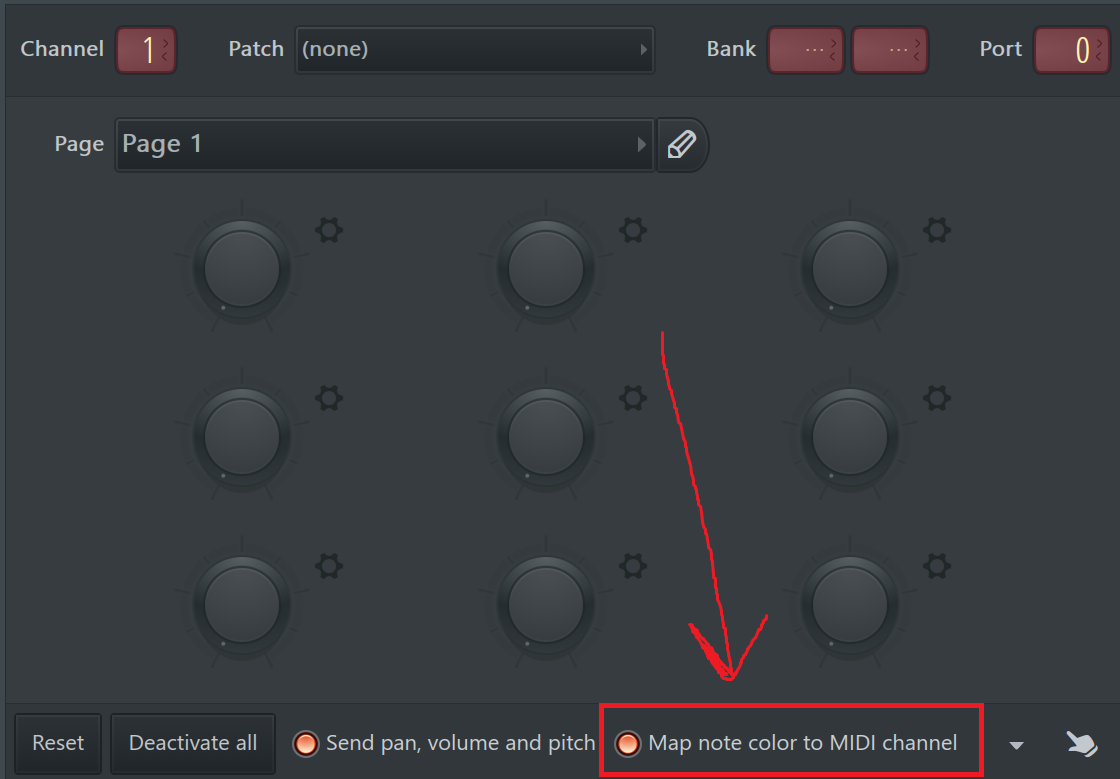 Channel 1 Patch (none) Bank --- --- Port 0
Page Page 1
Reset Deactivate all Send pan, volume and pitch Map note color to MIDI channel